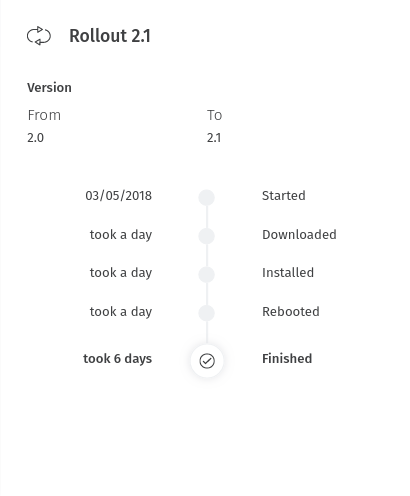 Rollout 2.1
Version
From To
2.0 2.1
03/05/2018 Started
took a day Downloaded
took a day Installed
took a day Rebooted
took 6 days Finished